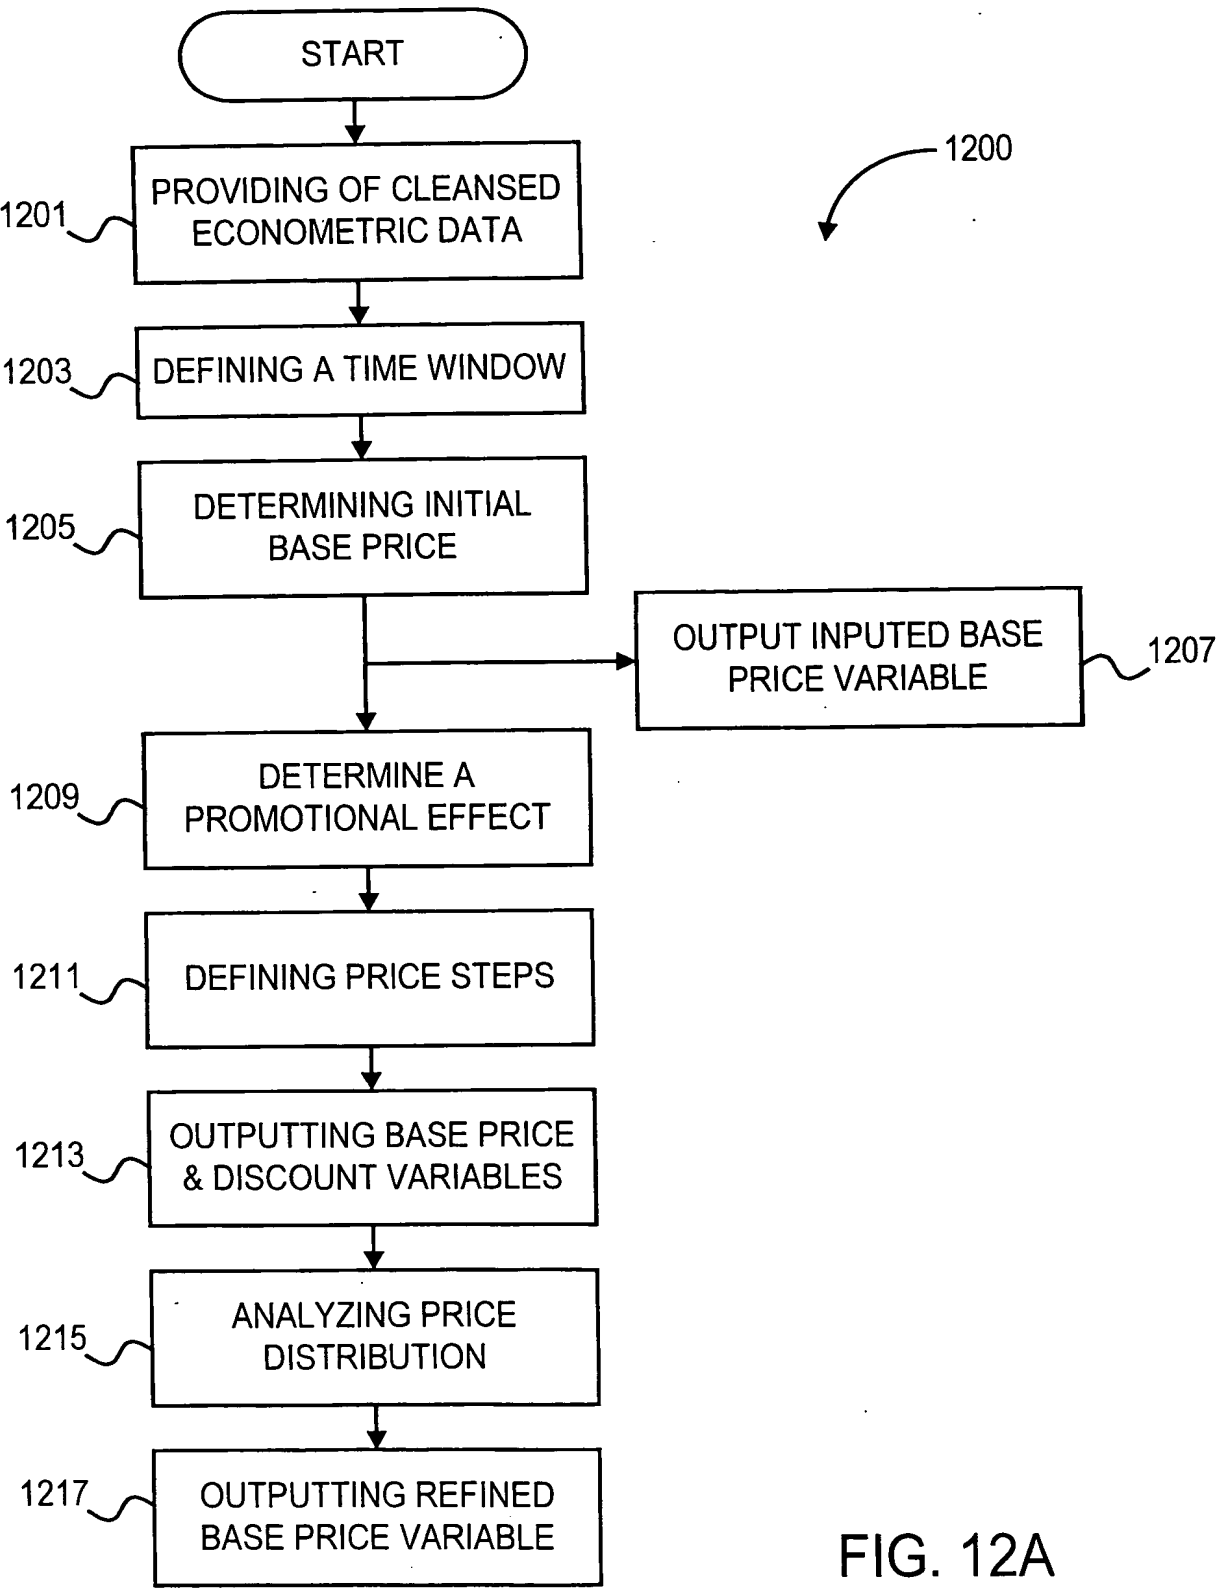 START
1200
1201
PROVIDING OF CLEANSED
ECONOMETRIC DATA
1203
DEFINING A TIME WINDOW
1205
DETERMINING INITIAL
BASE PRICE
OUTPUT INPUTED BASE
PRICE VARIABLE
1207
1209
DETERMINE A
PROMOTIONAL EFFECT
1211
DEFINING PRICE STEPS
1213
OUTPUTTING BASE PRICE
& DISCOUNT VARIABLES
1215
ANALYZING PRICE
DISTRIBUTION
1217
OUTPUTTING REFINED
BASE PRICE VARIABLE
FIG. 12A